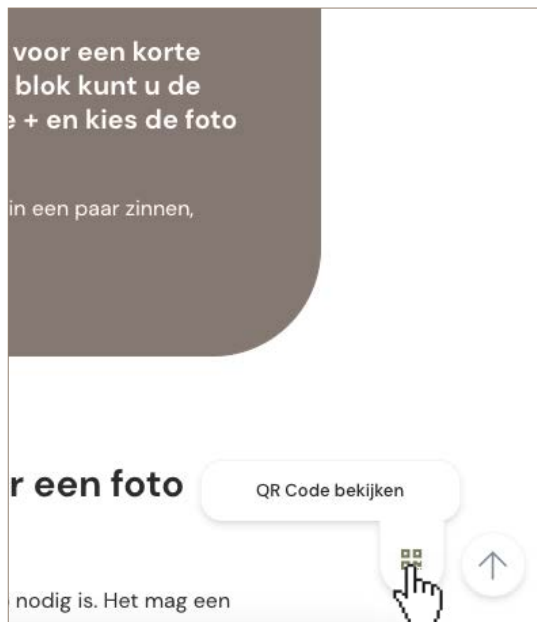 voor een korte
blok kunt u de
+ en kies de foto
in een paar zinnen,
r een foto
QR Code bekijken
nodig is. Het mag een